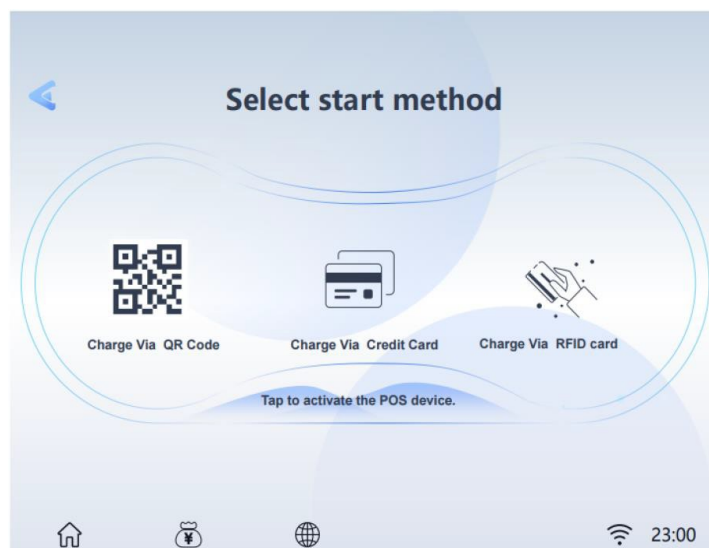 Select start method
Charge Via QR Code
Charge Via Credit Card
Charge Via RFID card
Tap to activate the POS device.
¥
23:00